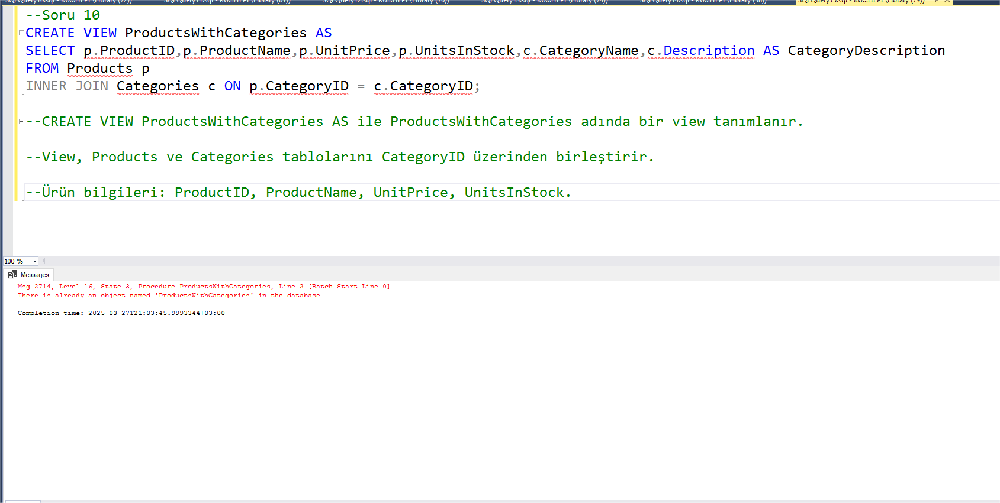 --Soru 10
CREATE VIEW ProductsWithCategories AS
SELECT p.ProductID,p.ProductName,p.UnitPrice,p.UnitsInStock,c.CategoryName,c.Description AS CategoryDescription
FROM Products p
INNER JOIN Categories c ON p.CategoryID = c.CategoryID;
--CREATE VIEW ProductsWithCategories AS ile ProductsWithCategories adında bir view tanımlanır.
--View, Products ve Categories tablolarını CategoryID üzerinden birleştirir.
--Ürün bilgileri: ProductID, ProductName, UnitPrice, UnitsInStock.
100 %
Messages
Msg 2714, Level 16, State 3, Procedure ProductsWithCategories, Line 2 [Batch Start Line 0]
There is already an object named 'ProductsWithCategories' in the database.
Completion time: 2025-03-27T21:03:45.9993344+03:00